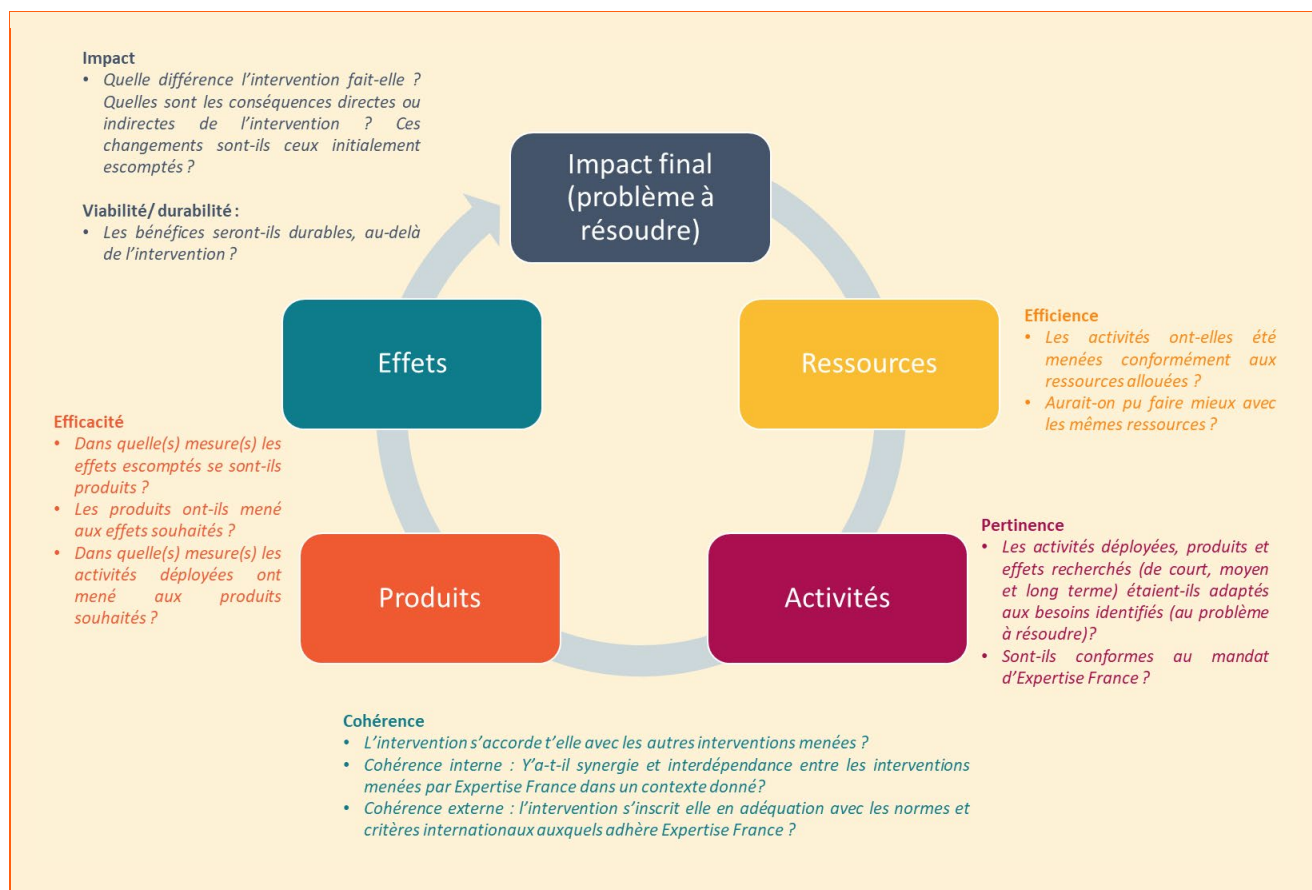 Impact
• Quelle différence l'intervention fait-elle ?
Quelles sont les conséquences directes ou
indirectes de l'intervention ? Ces
changements sont-ils ceux initialement
escomptés ?
Viabilité/ durabilité :
• Les bénéfices seront-ils durables, au-delà
de l'intervention ?
Impact final
(problème à
résoudre)
Effets
Ressources
Efficience
• Les activités ont-elles été
menées conformément aux
ressources allouées ?
• Aurait-on pu faire mieux avec
les mêmes ressources ?
Efficacité
• Dans quelle(s) mesure(s) les
effets escomptés se sont-ils
produits ?
• Les produits ont-ils mené
aux effets souhaités ?
• Dans quelle(s) mesure(s) les
activités déployées ont
mené aux produits
souhaités ?
Produits
Activités
Pertinence
• Les activités déployées, produits et
effets recherchés (de court, moyen
et long terme) étaient-ils adaptés
aux besoins identifiés (au problème
à résoudre)?
• Sont-ils conformes au mandat
d'Expertise France ?
Cohérence
• L'intervention s'accorde t'elle avec les autres interventions menées ?
• Cohérence interne : Y'a-t-il synergie et interdépendance entre les interventions
menées par Expertise France dans un contexte donné?
• Cohérence externe : l'intervention s'inscrit elle en adéquation avec les normes et
critères internationaux auxquels adhère Expertise France ?